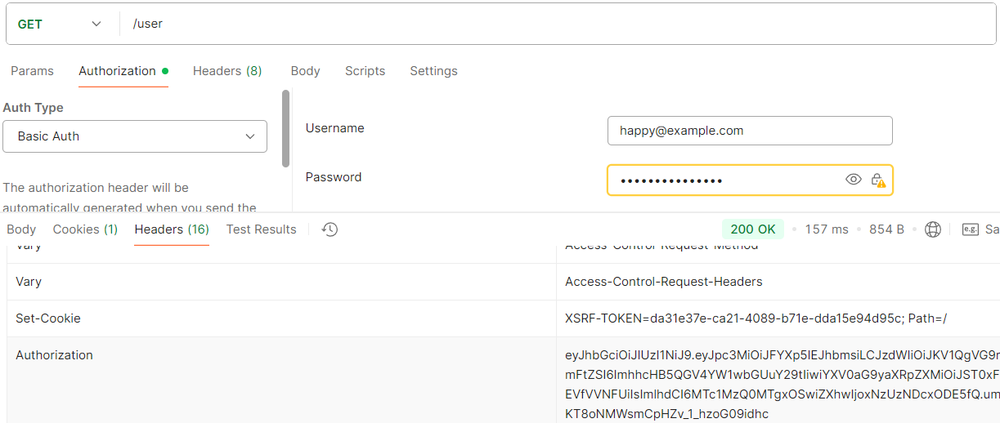 GET /user
Params Authorization Headers (8) Body Scripts Settings
Auth Type
Basic Auth
Username happy@example.com
Password •••••••••••••••
The authorization header will be
automatically generated when you send the
Body Cookies (1) Headers (16) Test Results 200 OK • 157 ms • 854 B • e.g. Sa
Vary Access-Control-Request-Method
Vary Access-Control-Request-Headers
Set-Cookie XSRF-TOKEN=da31e37e-ca21-4089-b71e-dda15e94d95c; Path=/
Authorization eyJhbGciOiJIUzI1NiJ9.eyJpc3MiOiJFYXp5IEJhbmsiLCJzdWIiOiJKV1QgVG9r
mFtZSI6ImhhcHB5QGV4YW1wbGUuY29tIiwiYXV0aG9yaXRpZXMiOiJST0xF
EVfVVNFUiIsImlhdCI6MTc1MzQ0MTgxOSwiZXhwIjoxNzUzNDcxODE5fQ.um
KT8oNMWsmCpHZv_1_hzoG09idhc